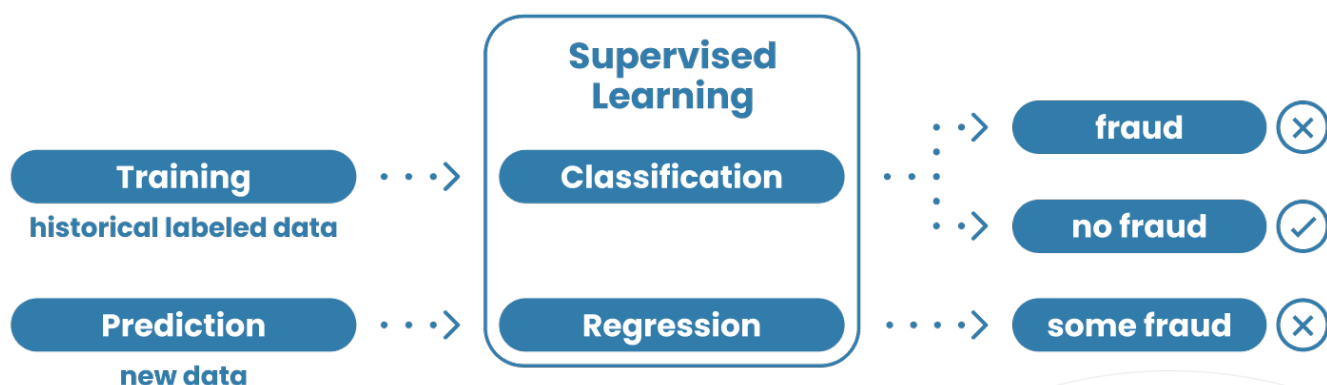 Supervised
Learning
Training
historical labeled data
Classification
fraud
no fraud
Prediction
new data
Regression
some fraud